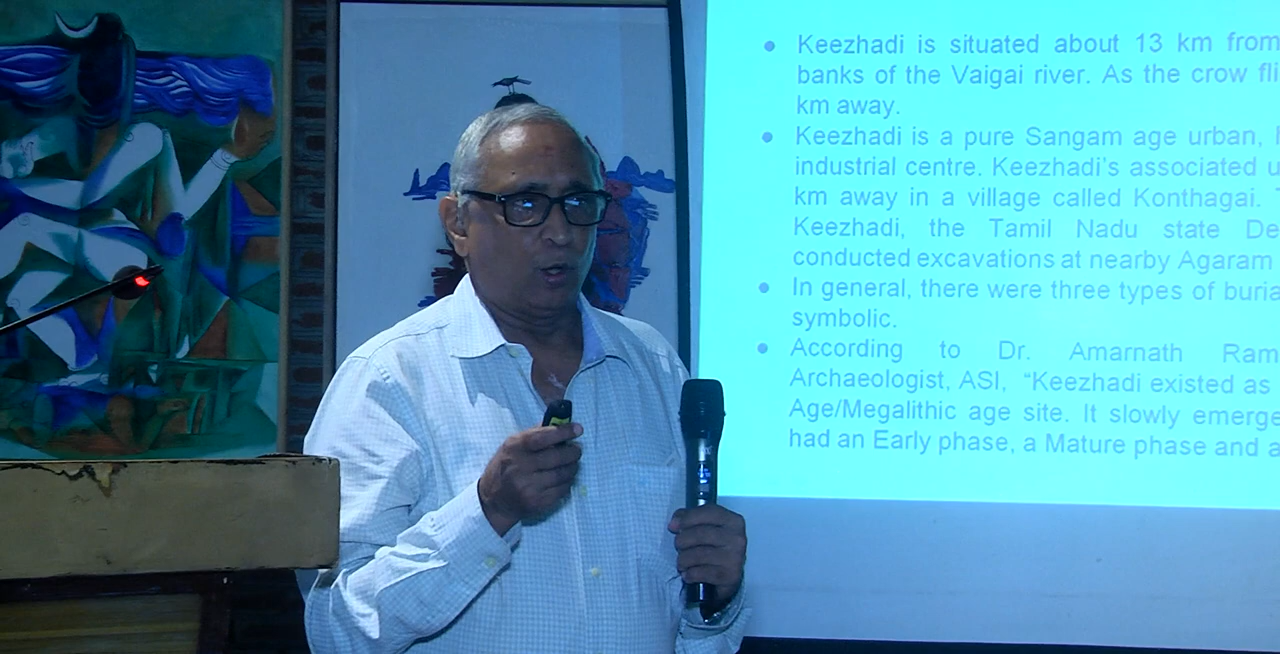 Keezhadi is situated about 13 km from
banks of the Vaigai river. As the crow fli
km away.
Keezhadi is a pure Sangam age urban,
industrial centre. Keezhadi's associated u
km away in a village called Konthagai.
Keezhadi, the Tamil Nadu state De
conducted excavations at nearby Agaram
In general, there were three types of buria
symbolic.
According to Dr. Amarnath Ram
Archaeologist, ASI, “Keezhadi existed as
Age/Megalithic age site. It slowly emerge
had an Early phase, a Mature phase and a